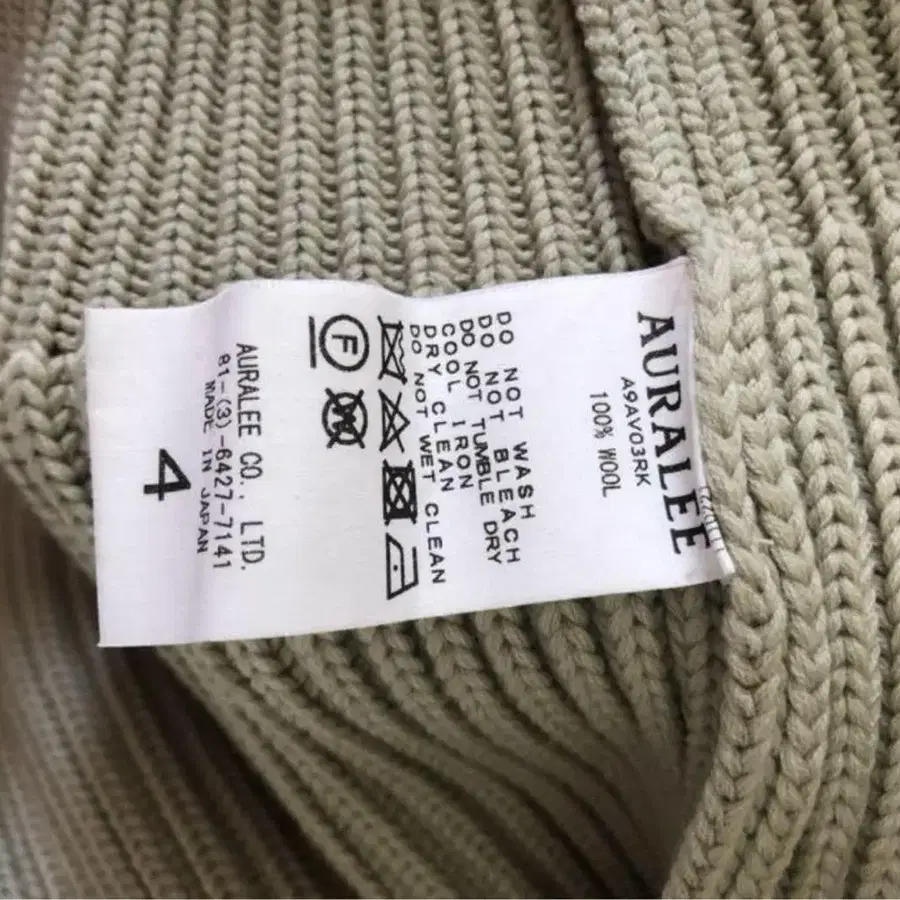 AURALEE
A9AV03RK
100% WOOL
DO NOT WASH
DO NOT BLEACH
DO NOT TUMBLE DRY
COOL IRON
DRY CLEAN
DO NOT WET CLEAN
F
W
AURALEE CO., LTD.
81-(3)-6427-7141
MADE IN JAPAN
4